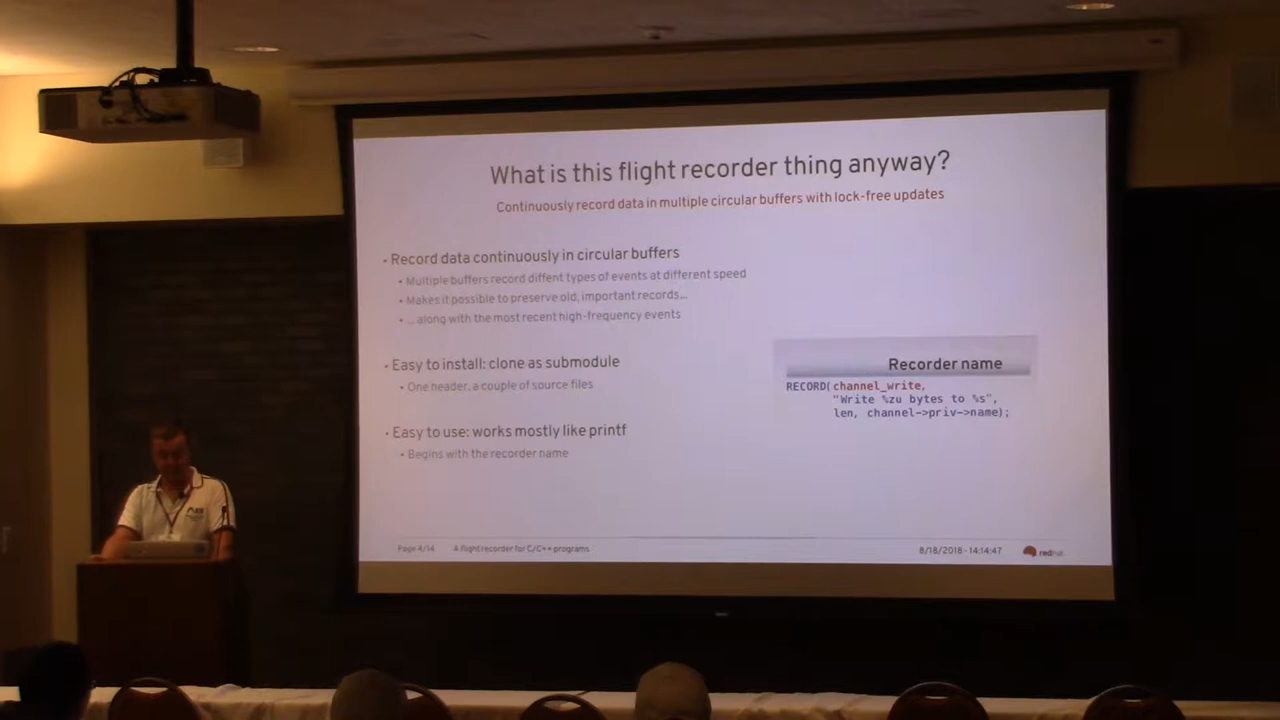 What is this flight recorder thing anyway?
Continuously record data in multiple circular buffers with lock-free updates
• Record data continuously in circular buffers
• Multiple buffers record diffent types of events at different speed
• Makes it possible to preserve old, important records...
• ... along with the most recent high-frequency events
• Easy to install: clone as submodule
• One header, a couple of source files
• Easy to use: works mostly like printf
• Begins with the recorder name
Recorder name
RECORD( channel_write,
"Write %zu bytes to %s",
len, channel->priv->name);
Page 4/14 A flight recorder for C/C++ programs 8/18/2018 - 14:14:47 redhat